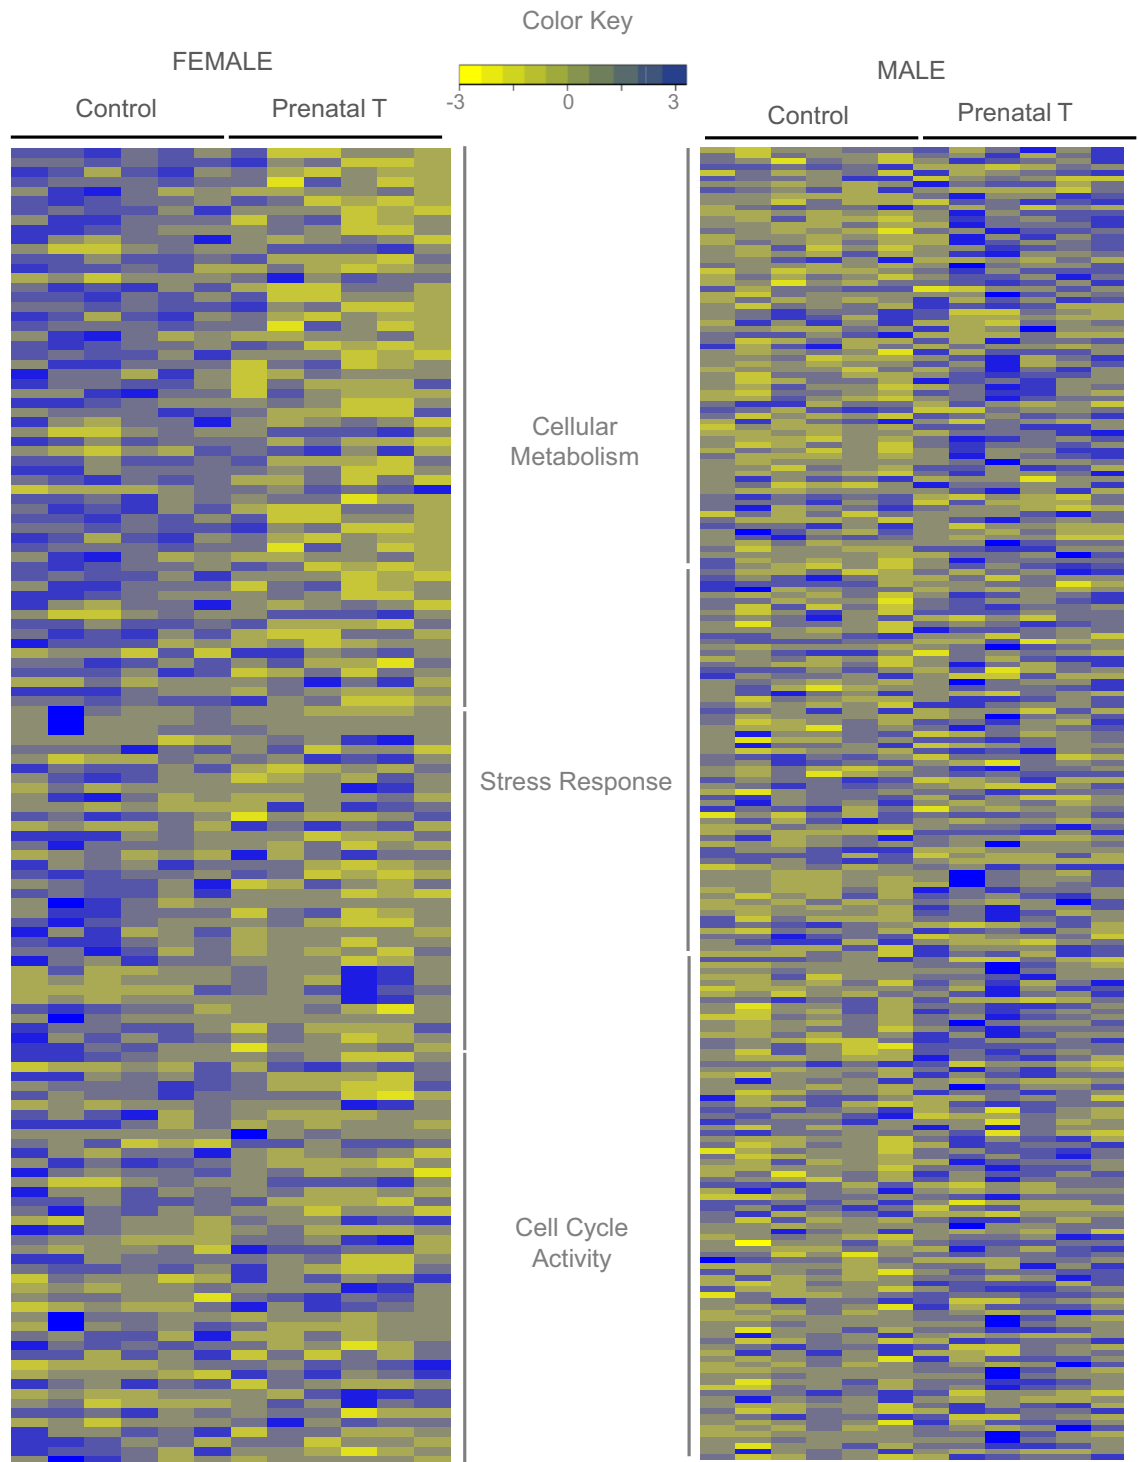 Color Key
FEMALE
MALE
-3 0 3
Control Prenatal T
Control Prenatal T
Cellular
Metabolism
Stress Response
Cell Cycle
Activity